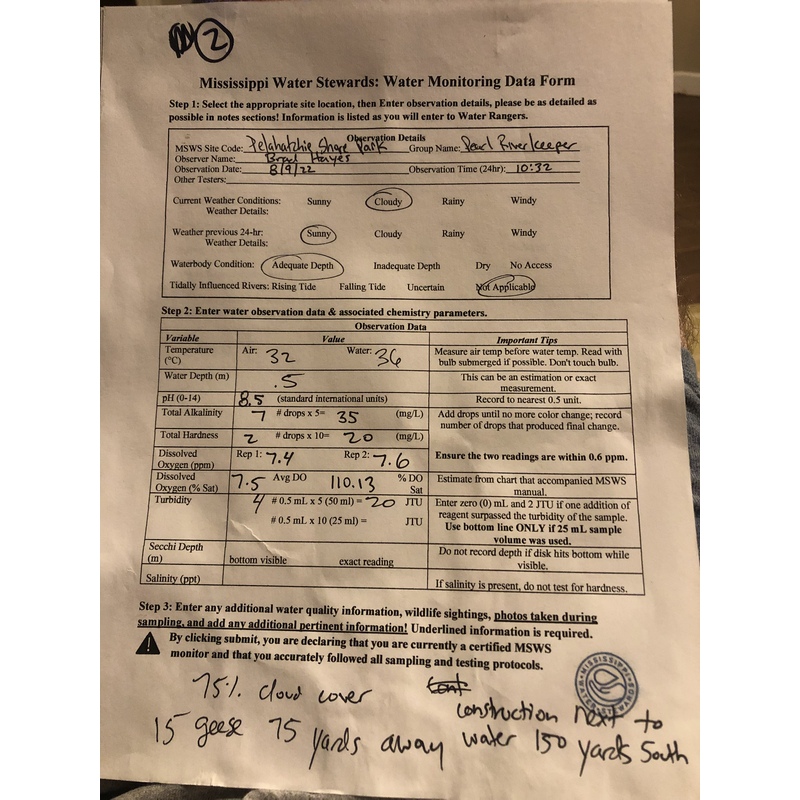 2
Mississippi Water Stewards: Water Monitoring Data Form
Step 1: Select the appropriate site location, then Enter observation details, please be as detailed as
possible in notes sections! Information is listed as you will enter to Water Rangers.
Observation Details
MSWS Site Code: Pelahatchie Shore Park Group Name: Pearl Riverkeeper
Observer Name: Brad Hayes
Observation Date: 8/9/22 Observation Time (24hr): 10:32
Other Testers:
Current Weather Conditions: Sunny Cloudy Rainy Windy
Weather Details:
Weather previous 24-hr: Sunny Cloudy Rainy Windy
Weather Details:
Waterbody Condition: Adequate Depth Inadequate Depth Dry No Access
Tidally Influenced Rivers: Rising Tide Falling Tide Uncertain Not Applicable
Step 2: Enter water observation data & associated chemistry parameters.
Observation Data
Variable Value Important Tips
Temperature (°C) Air: 32 Water: 36 Measure air temp before water temp. Read with
bulb submerged if possible. Don't touch bulb.
Water Depth (m) .5 This can be an estimation or exact
measurement.
pH (0-14) 8.5 (standard international units) Record to nearest 0.5 unit.
Total Alkalinity 7 # drops x 5= 35 (mg/L) Add drops until no more color change; record
number of drops that produced final change.
Total Hardness 2 # drops x 10= 20 (mg/L)
Dissolved Oxygen (ppm) Rep 1: 7.4 Rep 2: 7.6 Ensure the two readings are within 0.6 ppm.
Dissolved Oxygen (% Sat) 7.5 Avg DO 110.13 % DO Sat Estimate from chart that accompanied MSWS
manual.
Turbidity 4 # 0.5 mL x 5 (50 ml) = 20 JTU Enter zero (0) mL and 2 JTU if one addition of
reagent surpassed the turbidity of the sample.
# 0.5 mL x 10 (25 ml) = JTU Use bottom line ONLY if 25 mL sample
volume was used.
Secchi Depth (m) bottom visible exact reading Do not record depth if disk hits bottom while
visible.
Salinity (ppt) If salinity is present, do not test for hardness.
Step 3: Enter any additional water quality information, wildlife sightings, photos taken during
sampling, and add any additional pertinent information! Underlined information is required.
By clicking submit, you are declaring that you are currently a certified MSWS
monitor and that you accurately followed all sampling and testing protocols.
MISSISSIPPI WATER STEWARDS
75% cloud cover
15 geese 75 yards away
construction next to
water 150 yards South